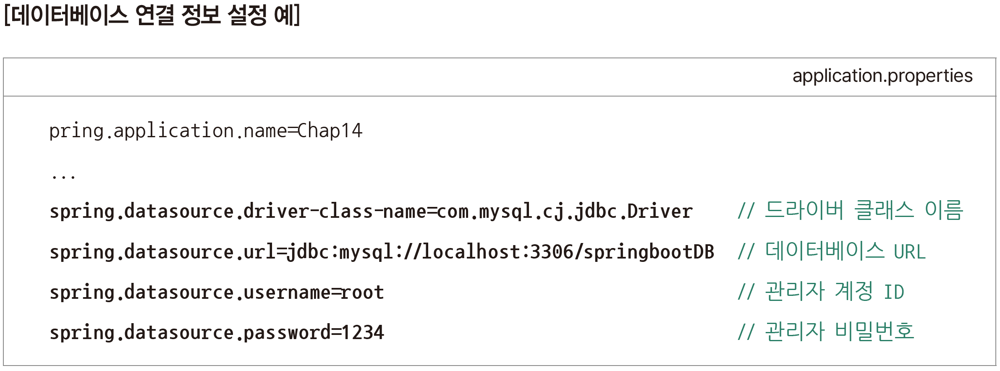 [데이터베이스 연결 정보 설정 예]
application.properties
pring.application.name=Chap14
...
spring.datasource.driver-class-name=com.mysql.cj.jdbc.Driver // 드라이버 클래스 이름
spring.datasource.url=jdbc:mysql://localhost:3306/springbootDB // 데이터베이스 URL
spring.datasource.username=root // 관리자 계정 ID
spring.datasource.password=1234 // 관리자 비밀번호